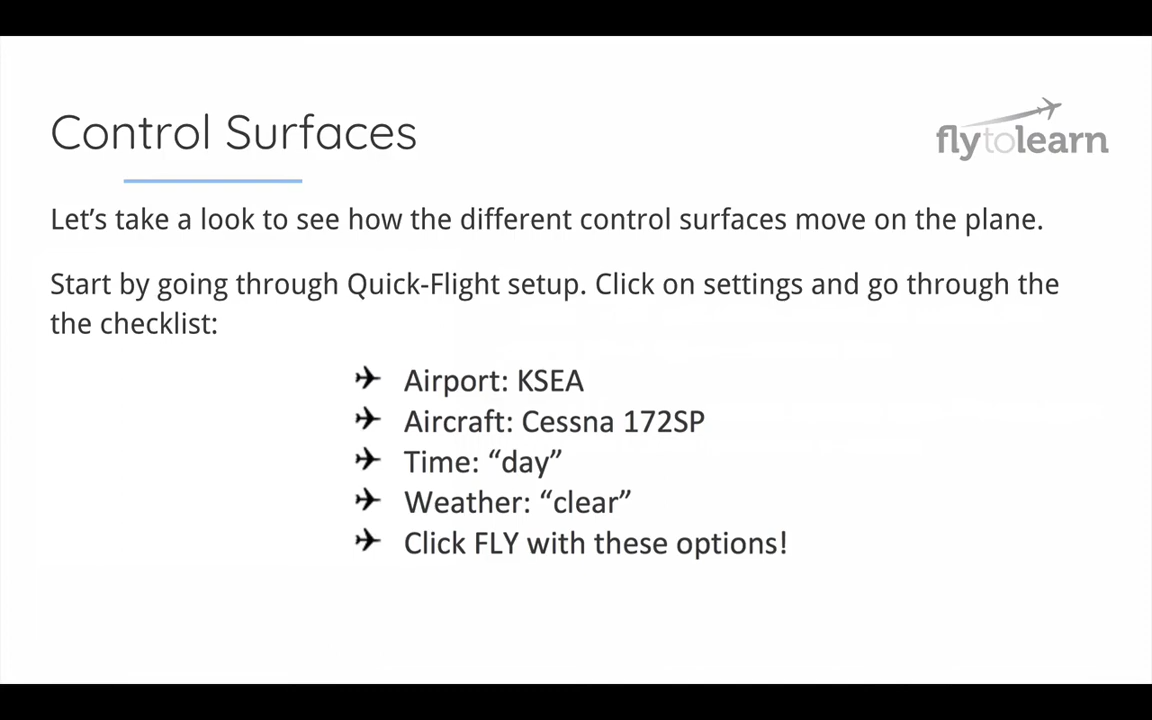 Control Surfaces
flytolearn
Let’s take a look to see how the different control surfaces move on the plane.
Start by going through Quick-Flight setup. Click on settings and go through the
the checklist:
Airport: KSEA
Aircraft: Cessna 172SP
Time: “day”
Weather: “clear”
Click FLY with these options!